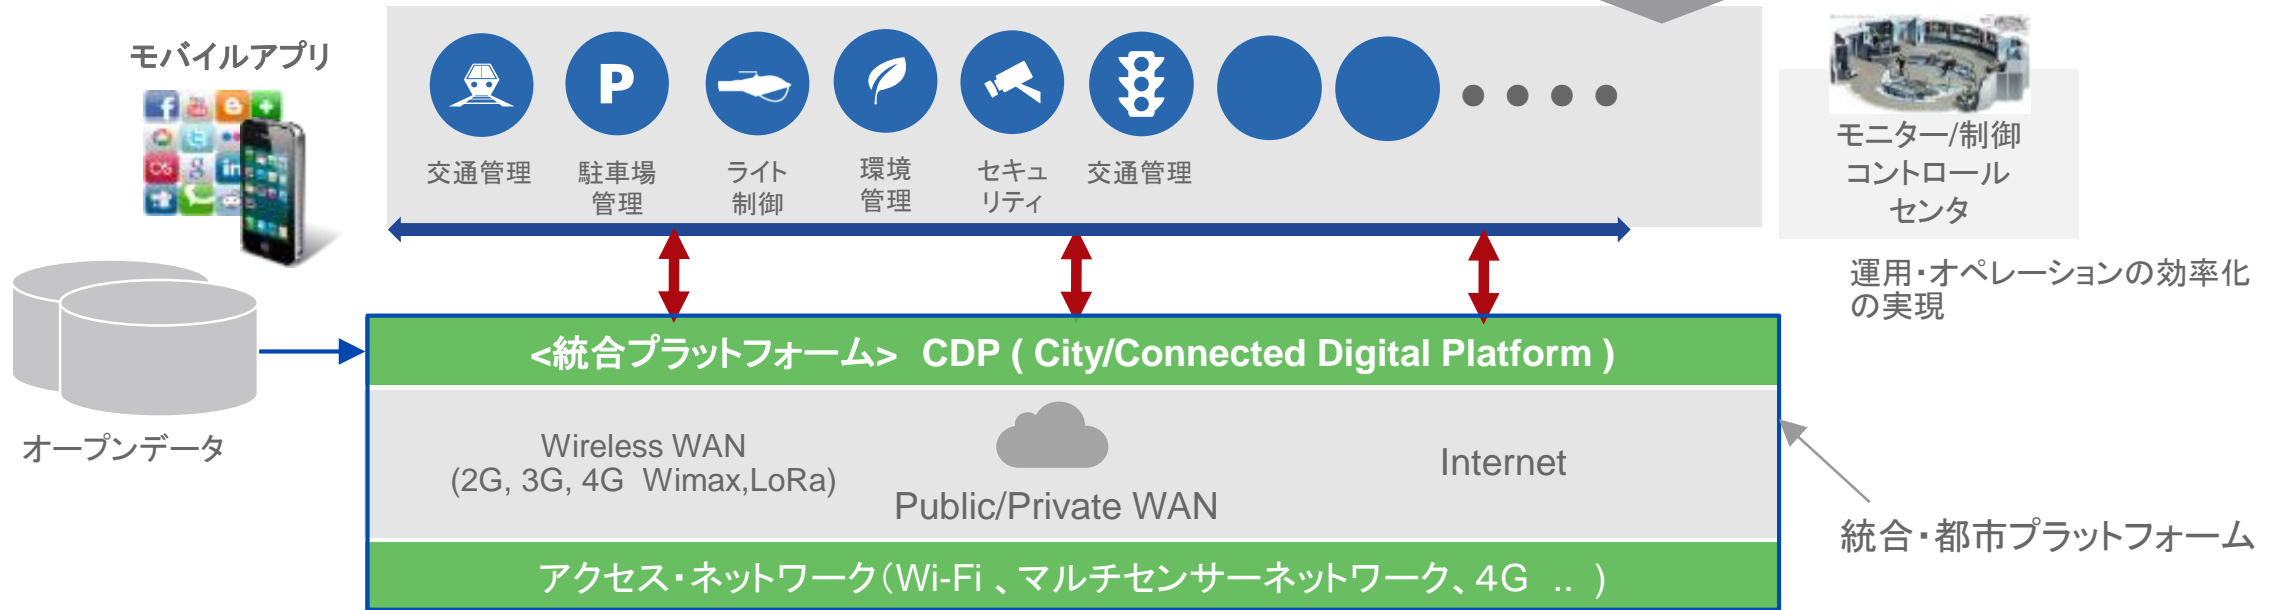 モバイルアプリ
P
交通管理
駐車場
管理
ライト
制御
環境
管理
セキュ
リティ
交通管理
モニター/制御
コントロール
センタ
運用・オペレーションの効率化
の実現
オープンデータ
<統合プラットフォーム> CDP ( City/Connected Digital Platform )
Wireless WAN
(2G, 3G, 4G Wimax,LoRa)
Public/Private WAN
Internet
統合・都市プラットフォーム
アクセス・ネットワーク(Wi-Fi 、マルチセンサーネットワーク、4G .. )